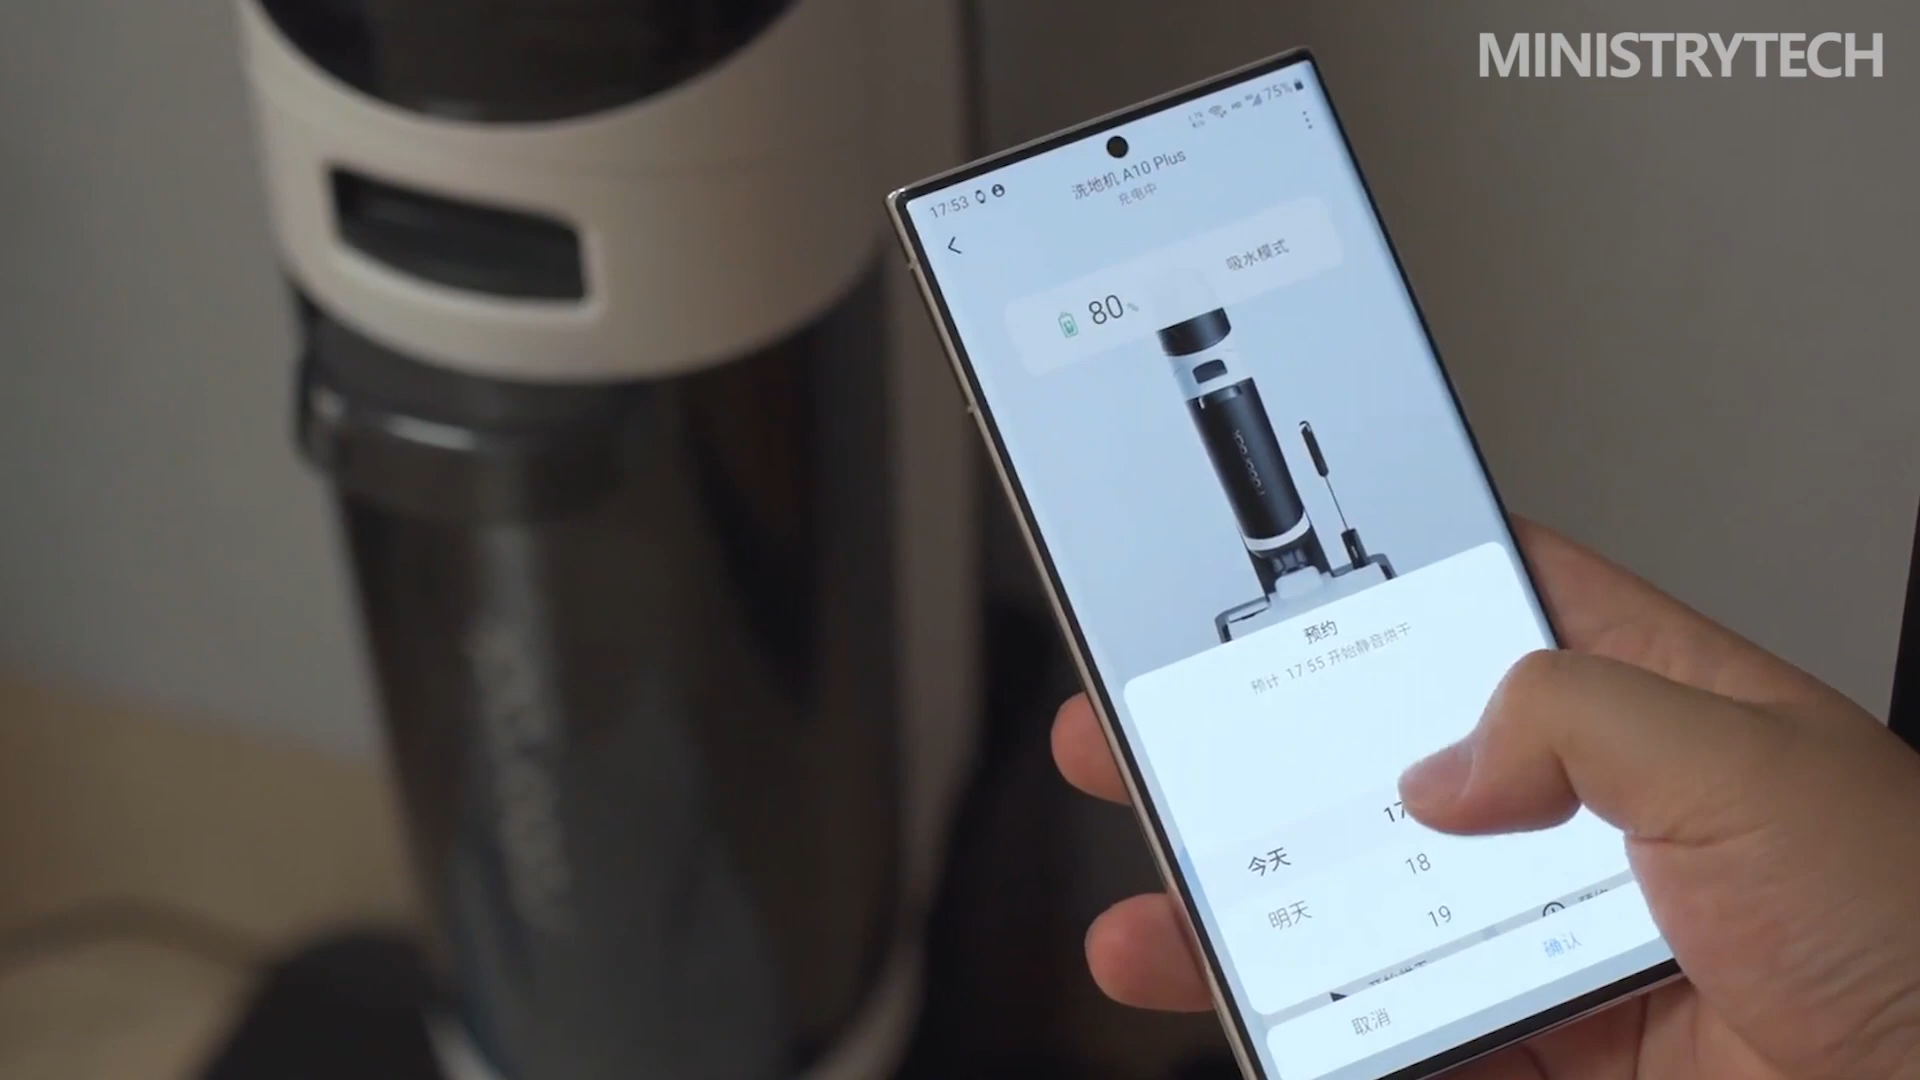 MINISTRYTECH
17:53
75%
洗地机 A10 Plus
充电中
80%
吸水模式
预约
预计 17:55 开始静音烘干
17
今天
18
明天
19
确认
取消